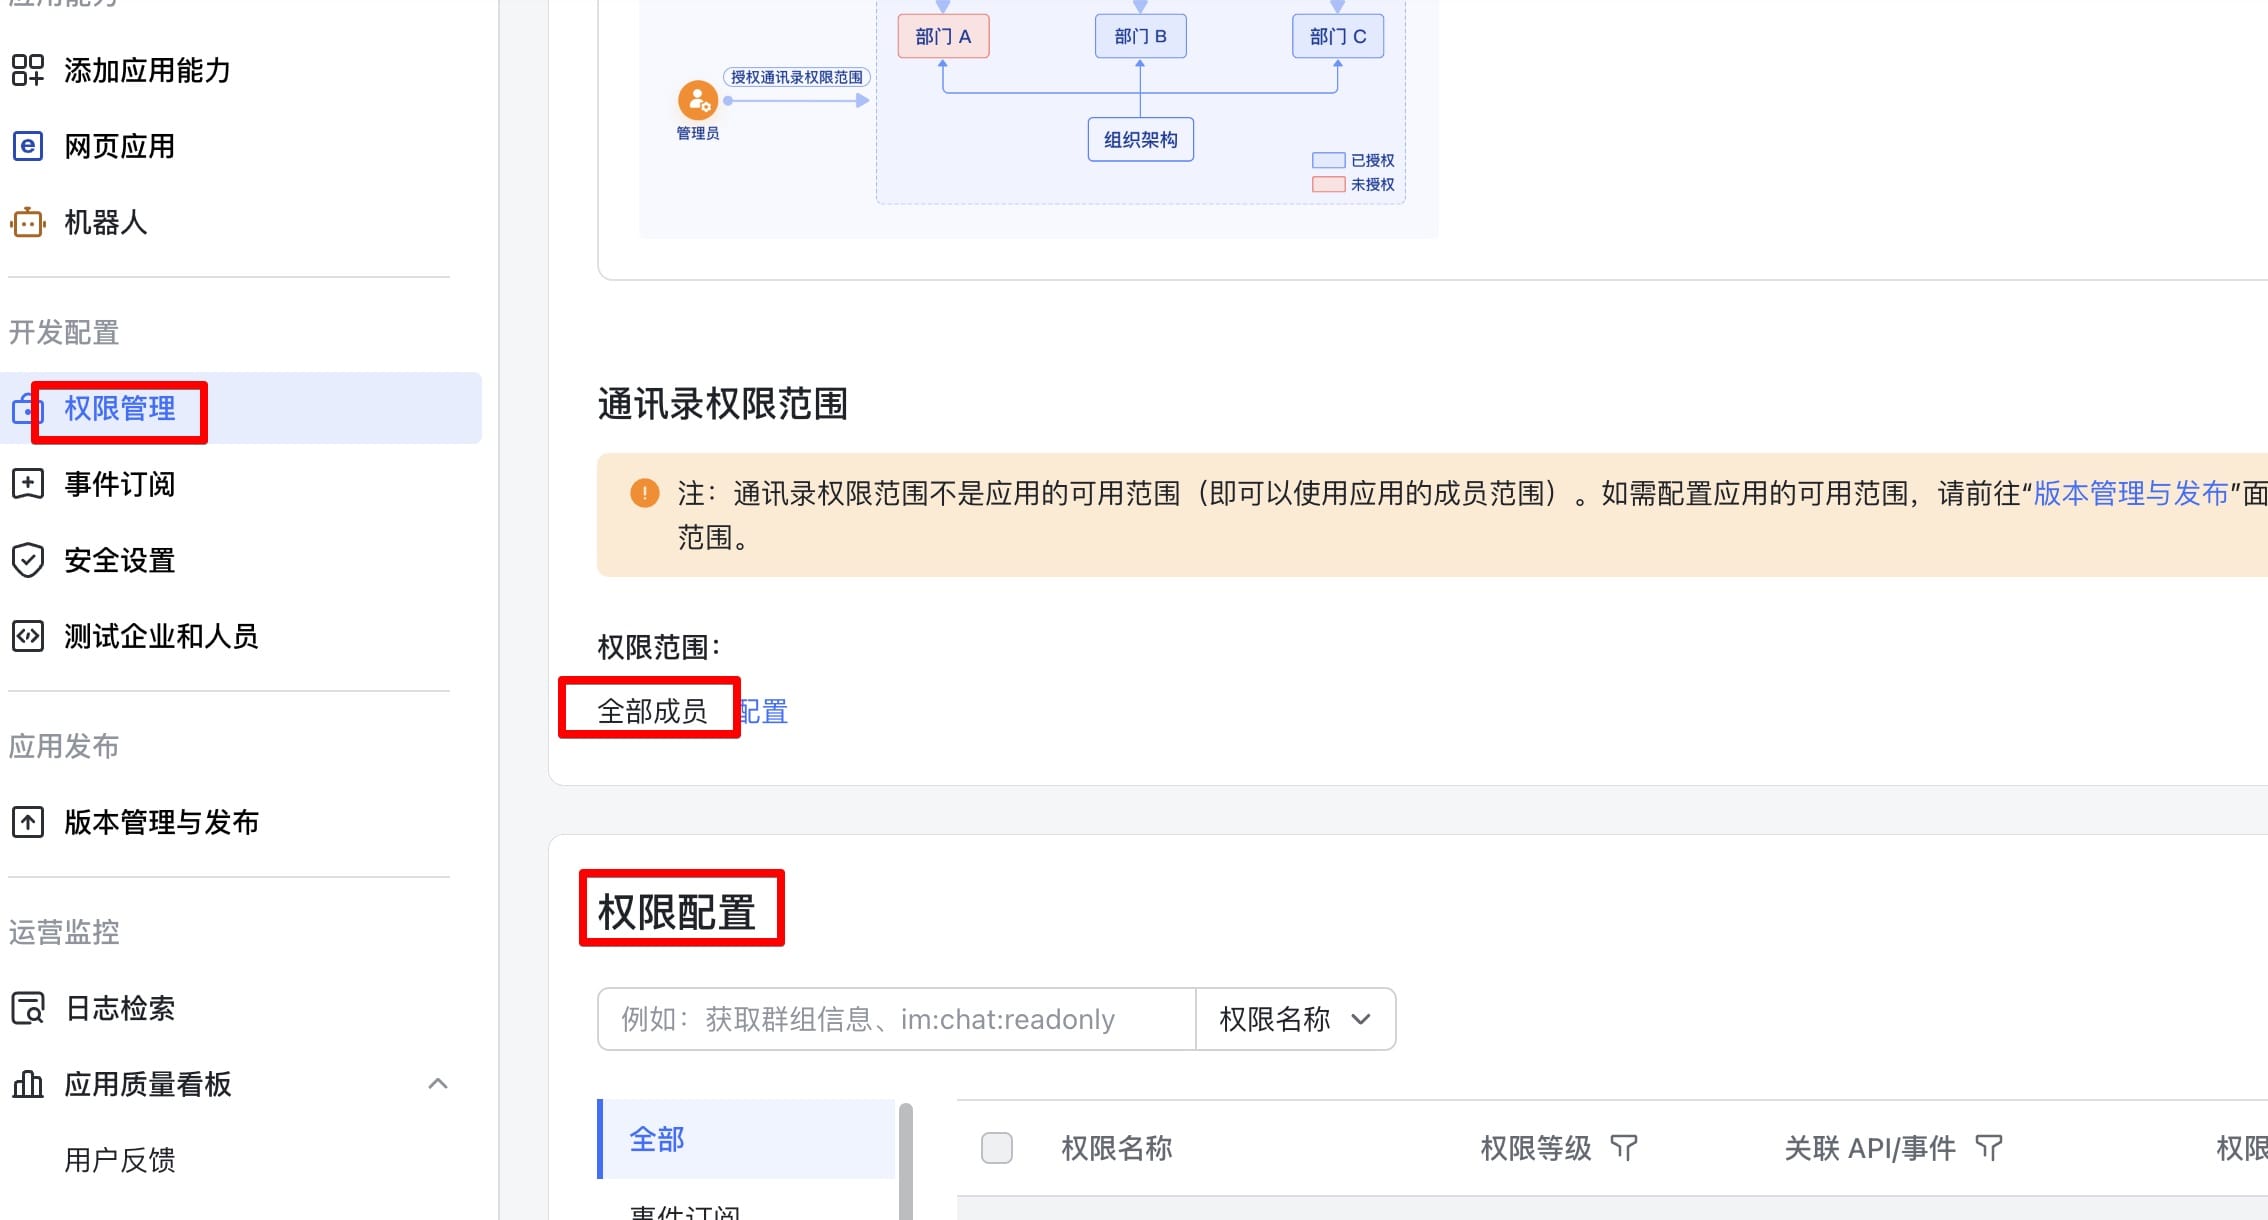 应用能力
添加应用能力
网页应用
机器人
开发配置
权限管理
事件订阅
安全设置
测试企业和人员
应用发布
版本管理与发布
运营监控
日志检索
应用质量看板
用户反馈
部门 A
部门 B
部门 C
授权通讯录权限范围
管理员
组织架构
已授权
未授权
通讯录权限范围
注：通讯录权限范围不是应用的可用范围（即可以使用应用的成员范围）。如需配置应用的可用范围，请前往“版本管理与发布”面
范围。
权限范围：
全部成员 配置
权限配置
例如：获取群组信息、im:chat:readonly
权限名称
全部
事件订阅
权限名称 权限等级 关联 API/事件 权限